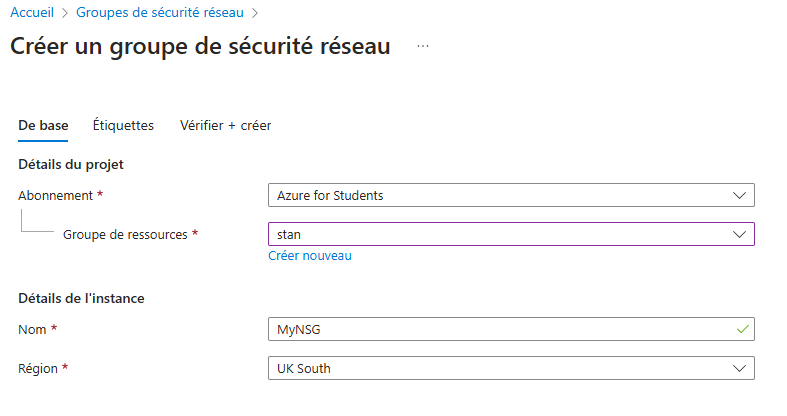 Accueil > Groupes de sécurité réseau >
Créer un groupe de sécurité réseau ...
De base Étiquettes Vérifier + créer
Détails du projet
Abonnement * Azure for Students
Groupe de ressources * stan
Créer nouveau
Détails de l'instance
Nom * MyNSG
Région * UK South